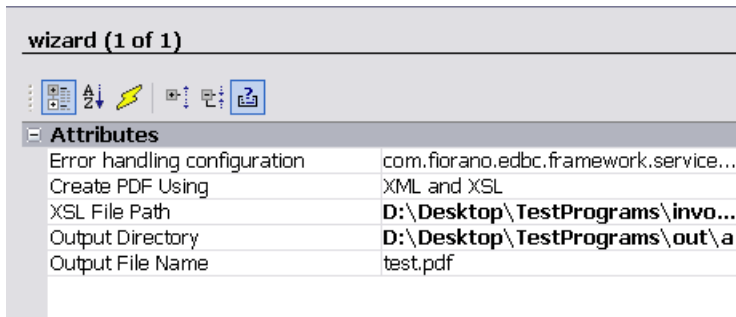 wizard (1 of 1)
Attributes
Error handling configuration com.fiorano.edbc.framework.service...
Create PDF Using XML and XSL
XSL File Path D:\Desktop\TestPrograms\invo...
Output Directory D:\Desktop\TestPrograms\out\a
Output File Name test.pdf